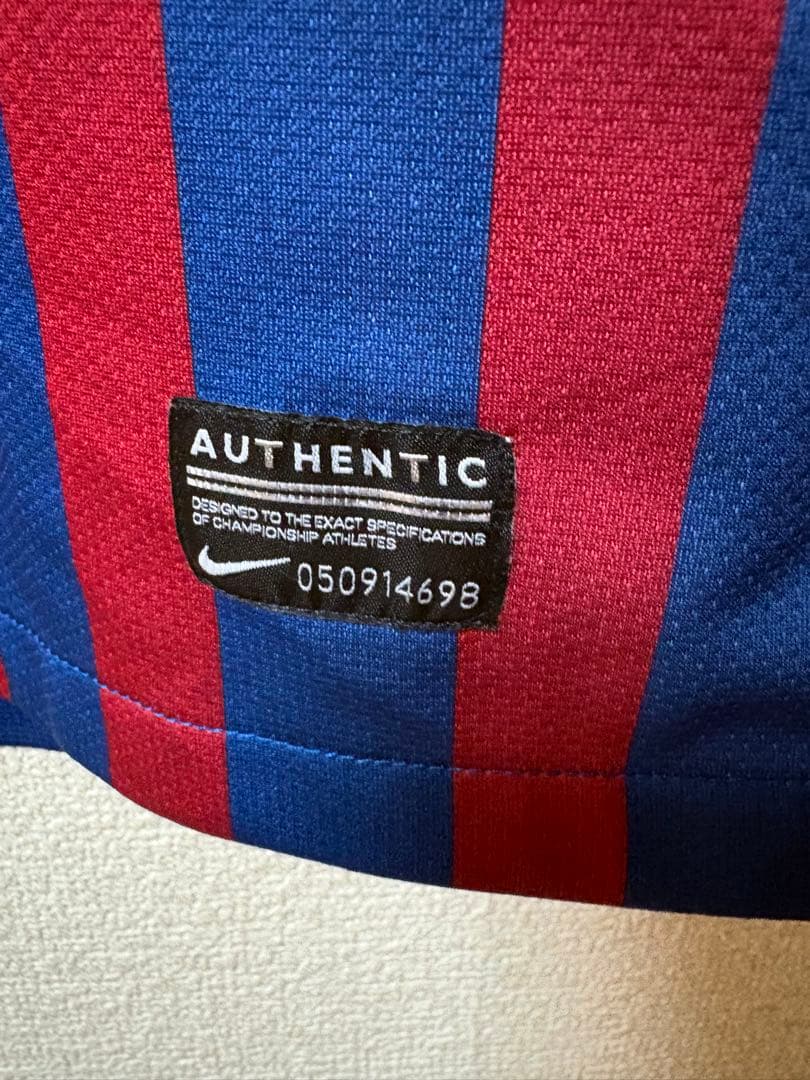 AUTHENTIC
DESIGNED TO THE EXACT SPECIFICATIONS
OF CHAMPIONSHIP ATHLETES
050914698